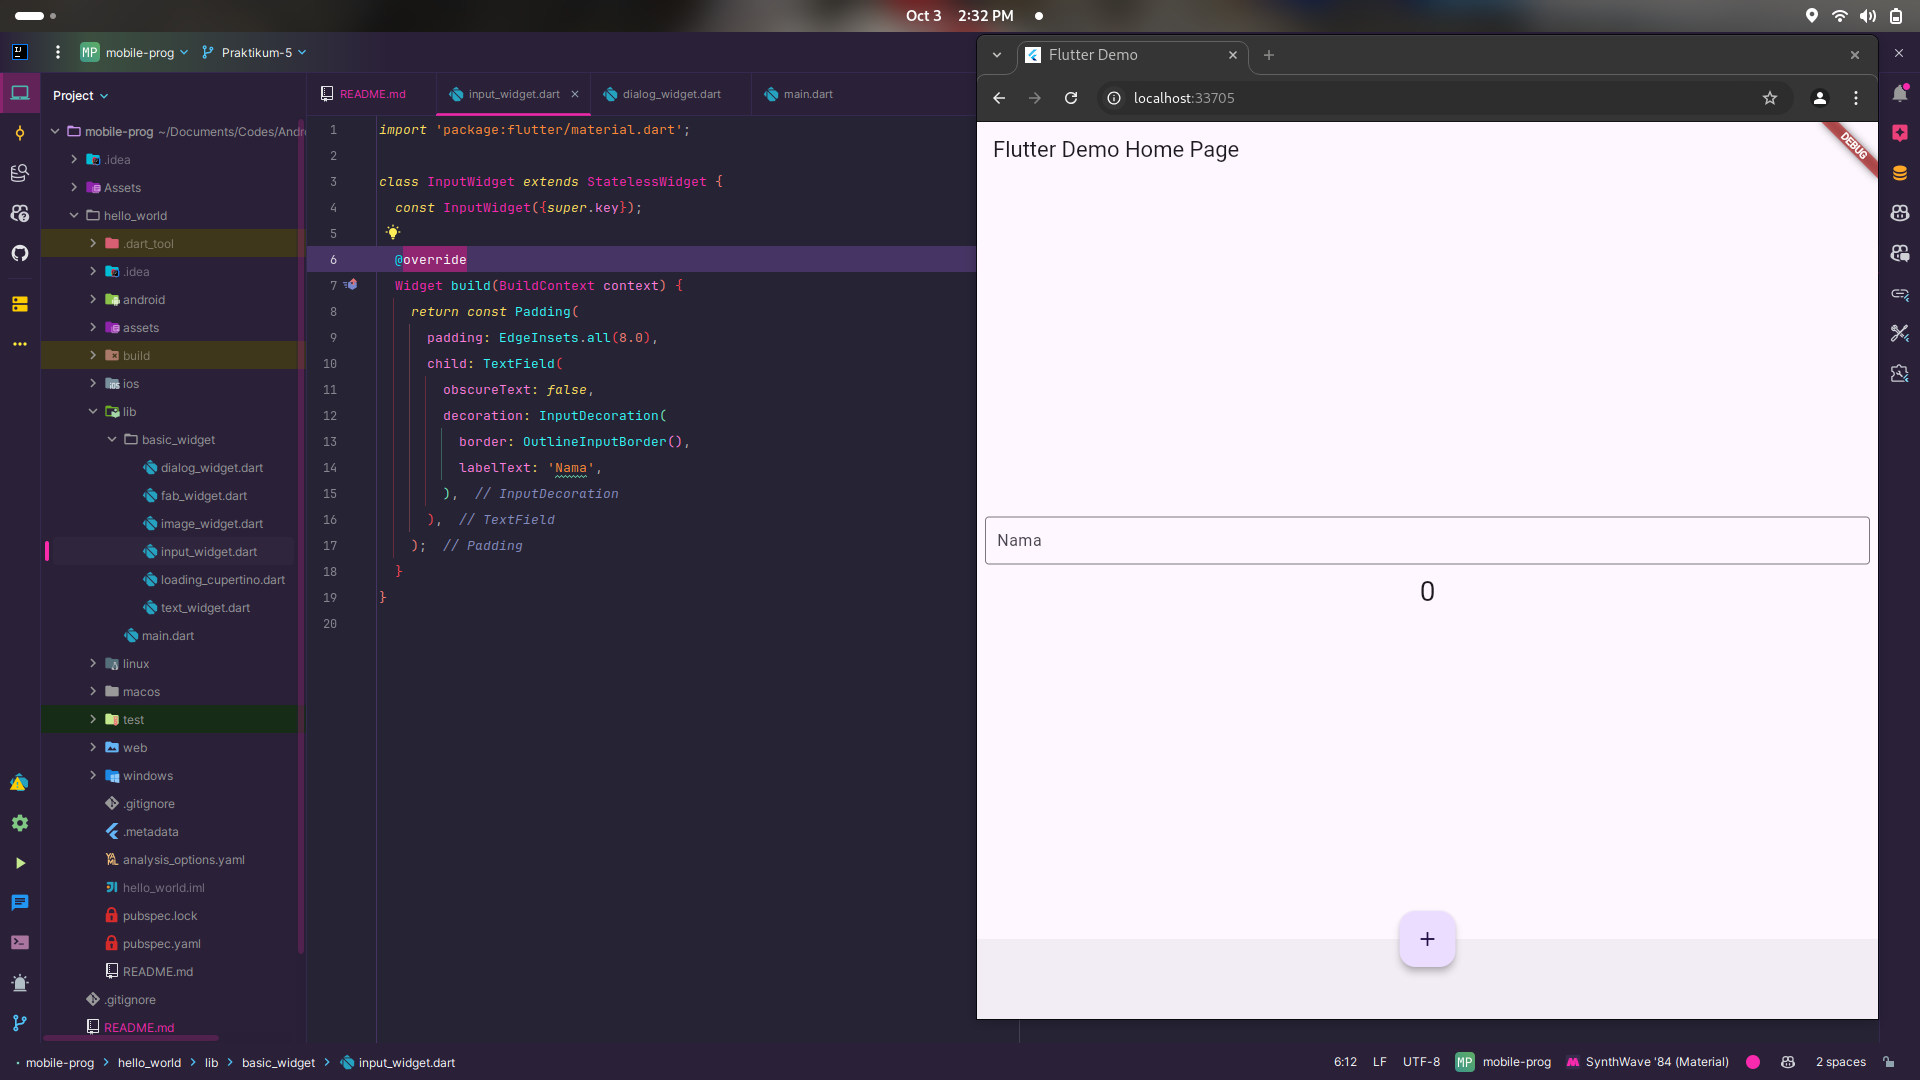 Oct 3 2:32 PM
IJ
MP mobile-prog Praktikum-5
Project
mobile-prog ~/Documents/Codes/Andr
.idea
Assets
hello_world
.dart_tool
.idea
android
assets
build
ios
lib
basic_widget
dialog_widget.dart
fab_widget.dart
image_widget.dart
input_widget.dart
loading_cupertino.dart
text_widget.dart
main.dart
linux
macos
test
web
windows
.gitignore
.metadata
analysis_options.yaml
hello_world.iml
pubspec.lock
pubspec.yaml
README.md
.gitignore
README.md
README.md input_widget.dart dialog_widget.dart main.dart
1 import 'package:flutter/material.dart';
2
3 class InputWidget extends StatelessWidget {
4 const InputWidget({super.key});
5
6 @override
7 Widget build(BuildContext context) {
8 return const Padding(
9 padding: EdgeInsets.all(8.0),
10 child: TextField(
11 obscureText: false,
12 decoration: InputDecoration(
13 border: OutlineInputBorder(),
14 labelText: 'Nama',
15 ), // InputDecoration
16 ), // TextField
17 ); // Padding
18 }
19 }
20
Flutter Demo
localhost:33705
Flutter Demo Home Page
DEBUG
Nama
0
+
mobile-prog > hello_world > lib > basic_widget > input_widget.dart
6:12 LF UTF-8 MP mobile-prog SynthWave '84 (Material) 2 spaces